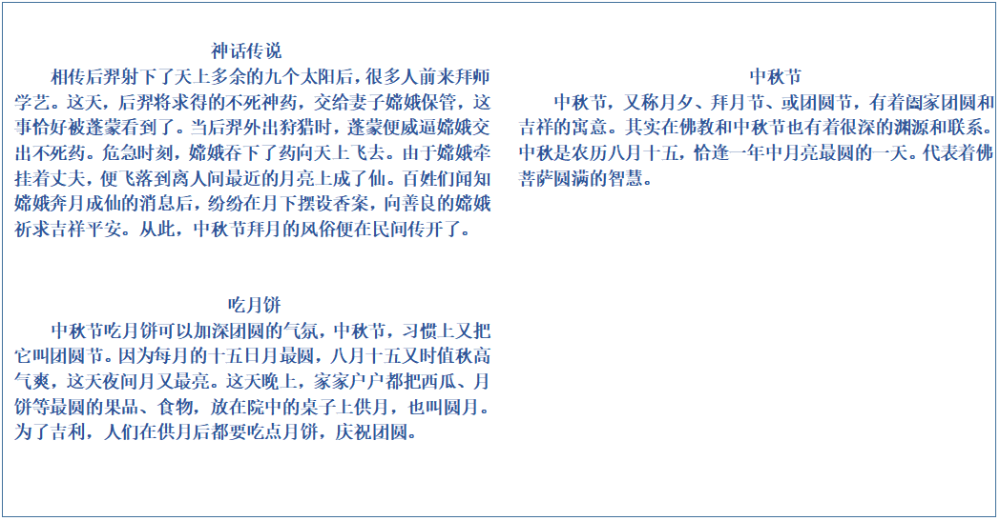 神话传说
相传后羿射下了天上多余的九个太阳后，很多人前来拜师
学艺。这天，后羿将求得的不死神药，交给妻子嫦娥保管，这
事恰好被蓬蒙看到了。当后羿外出狩猎时，蓬蒙便威逼嫦娥交
出不死药。危急时刻，嫦娥吞下了药向天上飞去。由于嫦娥牵
挂着丈夫，便飞落到离人间最近的月亮上成了仙。百姓们闻知
嫦娥奔月成仙的消息后，纷纷在月下摆设香案，向善良的嫦娥
祈求吉祥平安。从此，中秋节拜月的风俗便在民间传开了。
吃月饼
中秋节吃月饼可以加深团圆的气氛，中秋节，习惯上又把
它叫团圆节。因为每月的十五日月最圆，八月十五又时值秋高
气爽，这天夜间月又最亮。这天晚上，家家户户都把西瓜、月
饼等最圆的果品、食物，放在院中的桌子上供月，也叫圆月。
为了吉利，人们在供月后都要吃点月饼，庆祝团圆。
中秋节
中秋节，又称月夕、拜月节、或团圆节，有着阖家团圆和
吉祥的寓意。其实在佛教和中秋节也有着很深的渊源和联系。
中秋是农历八月十五，恰逢一年中月亮最圆的一天。代表着佛
菩萨圆满的智慧。